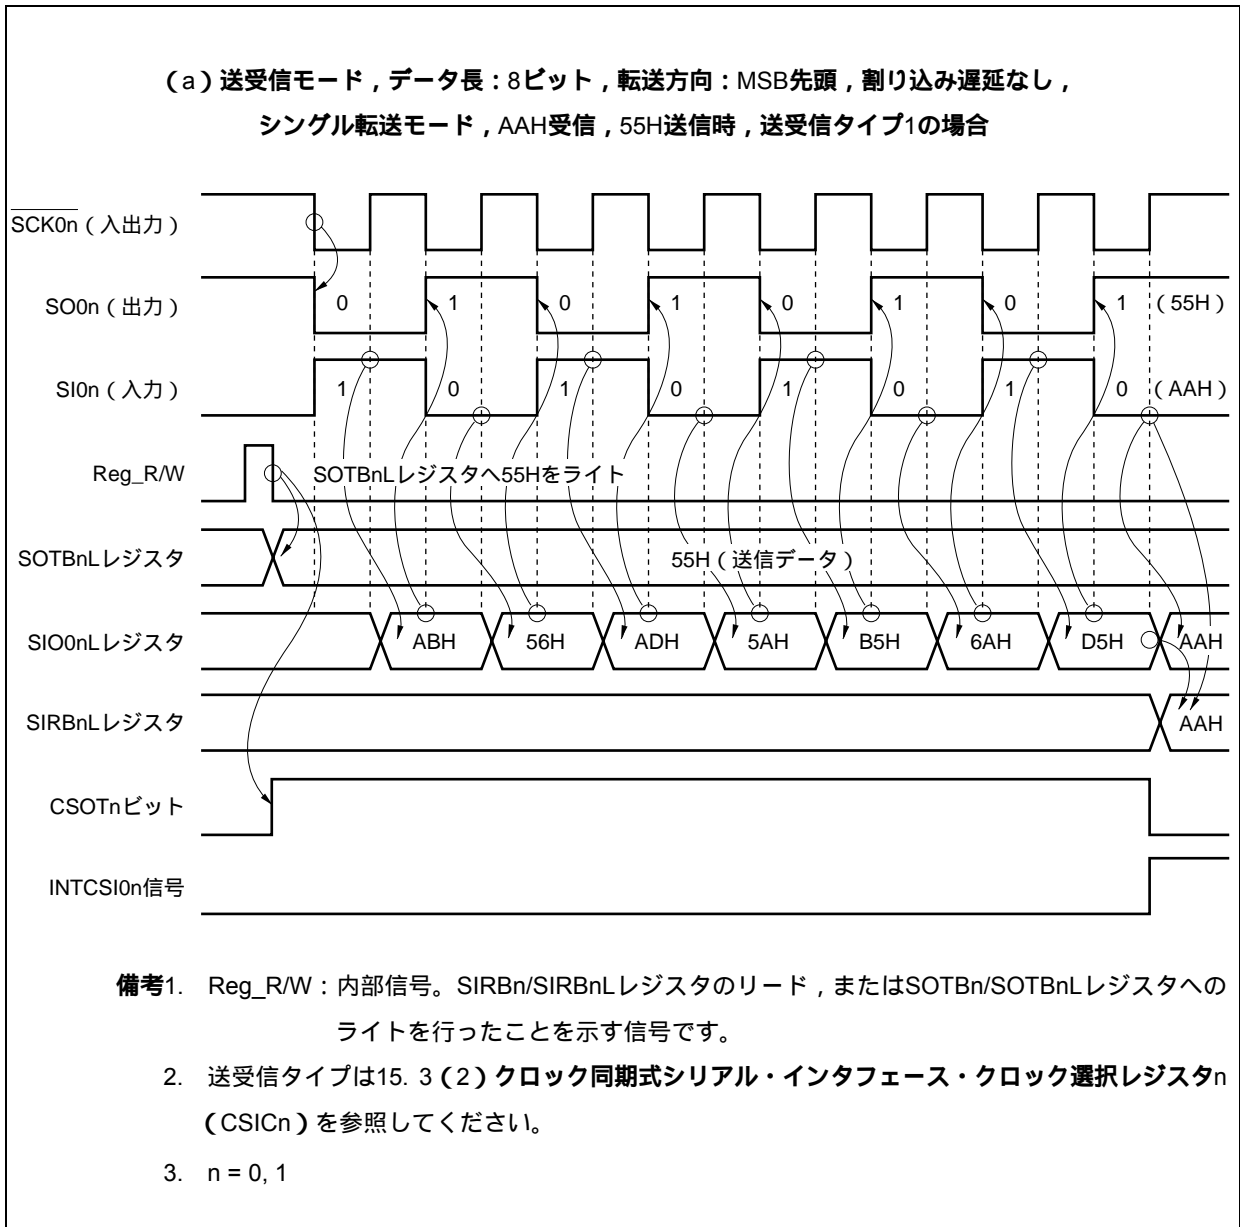 （a）送受信モード，データ長：8ビット，転送方向：MSB先頭，割り込み遅延なし，
シングル転送モード，AAH受信，55H送信時，送受信タイプ1の場合
SCK0n（入出力）
SO0n（出力） 0 1 0 1 0 1 0 1 （55H）
SI0n（入力） 1 0 1 0 1 0 1 0 （AAH）
Reg_R/W SOTBnLレジスタへ55Hをライト
SOTBnLレジスタ 55H（送信データ）
SIO0nLレジスタ ABH 56H ADH 5AH B5H 6AH D5H AAH
SIRBnLレジスタ AAH
CSOTnビット
INTCSI0n信号
備考1. Reg_R/W：内部信号。SIRBn/SIRBnLレジスタのリード，またはSOTBn/SOTBnLレジスタへの
ライトを行ったことを示す信号です。
2. 送受信タイプは15. 3（2）クロック同期式シリアル・インタフェース・クロック選択レジスタn
（CSICn）を参照してください。
3. n = 0, 1